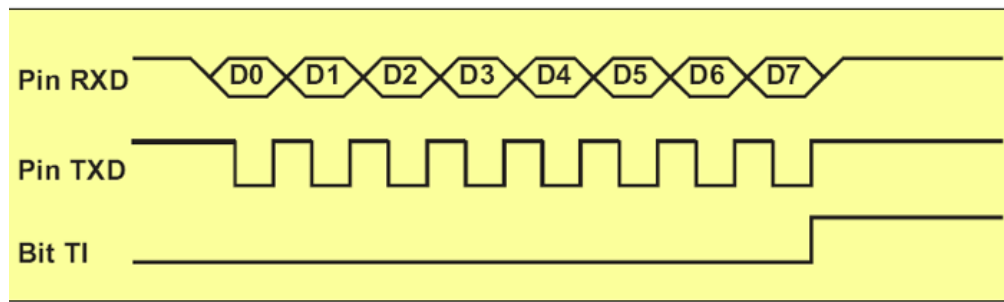 Pin RXD D0 D1 D2 D3 D4 D5 D6 D7
Pin TXD
Bit TI